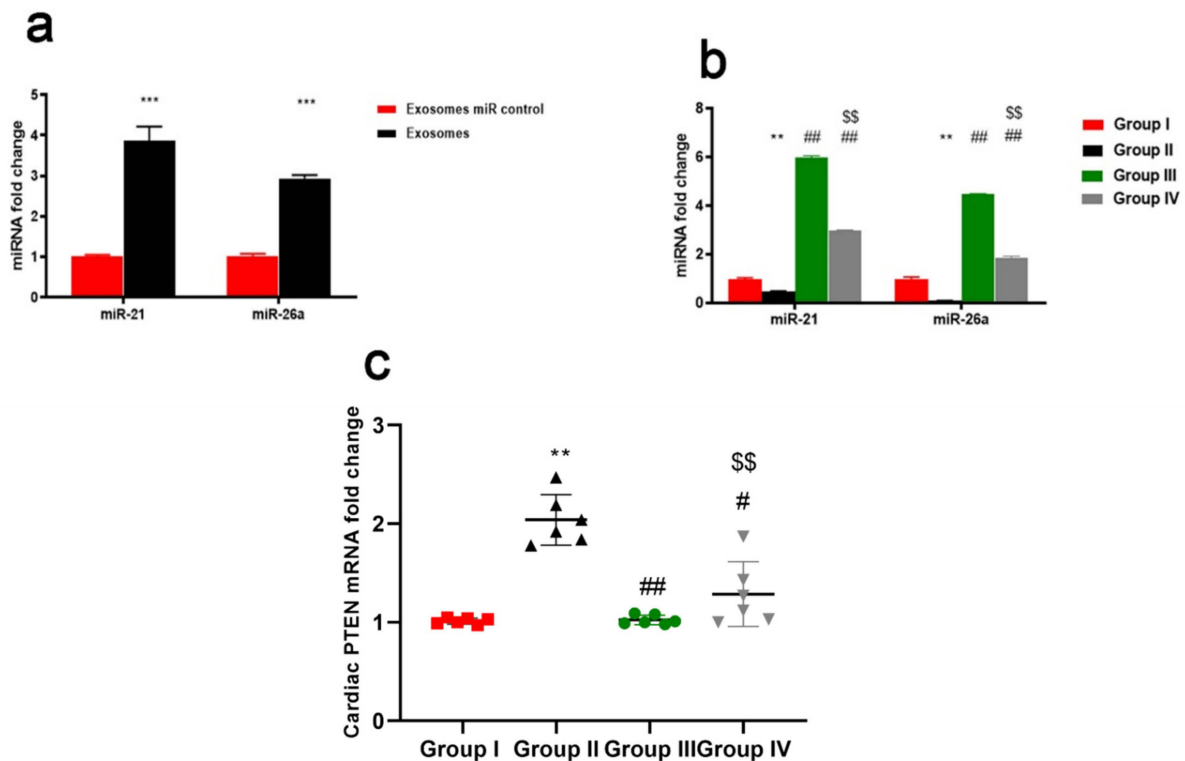 a
miRNA fold change
5
4
3
2
1
0
***
***
miR-21
miR-26a
Exosomes miR control
Exosomes
b
miRNA fold change
8
6
4
2
0
$$
$$
** ## ##
** ## ##
miR-21
miR-26a
Group I
Group II
Group III
Group IV
c
Cardiac PTEN mRNA fold change
3
2
1
0
**
##
$$
#
Group I Group II Group III Group IV